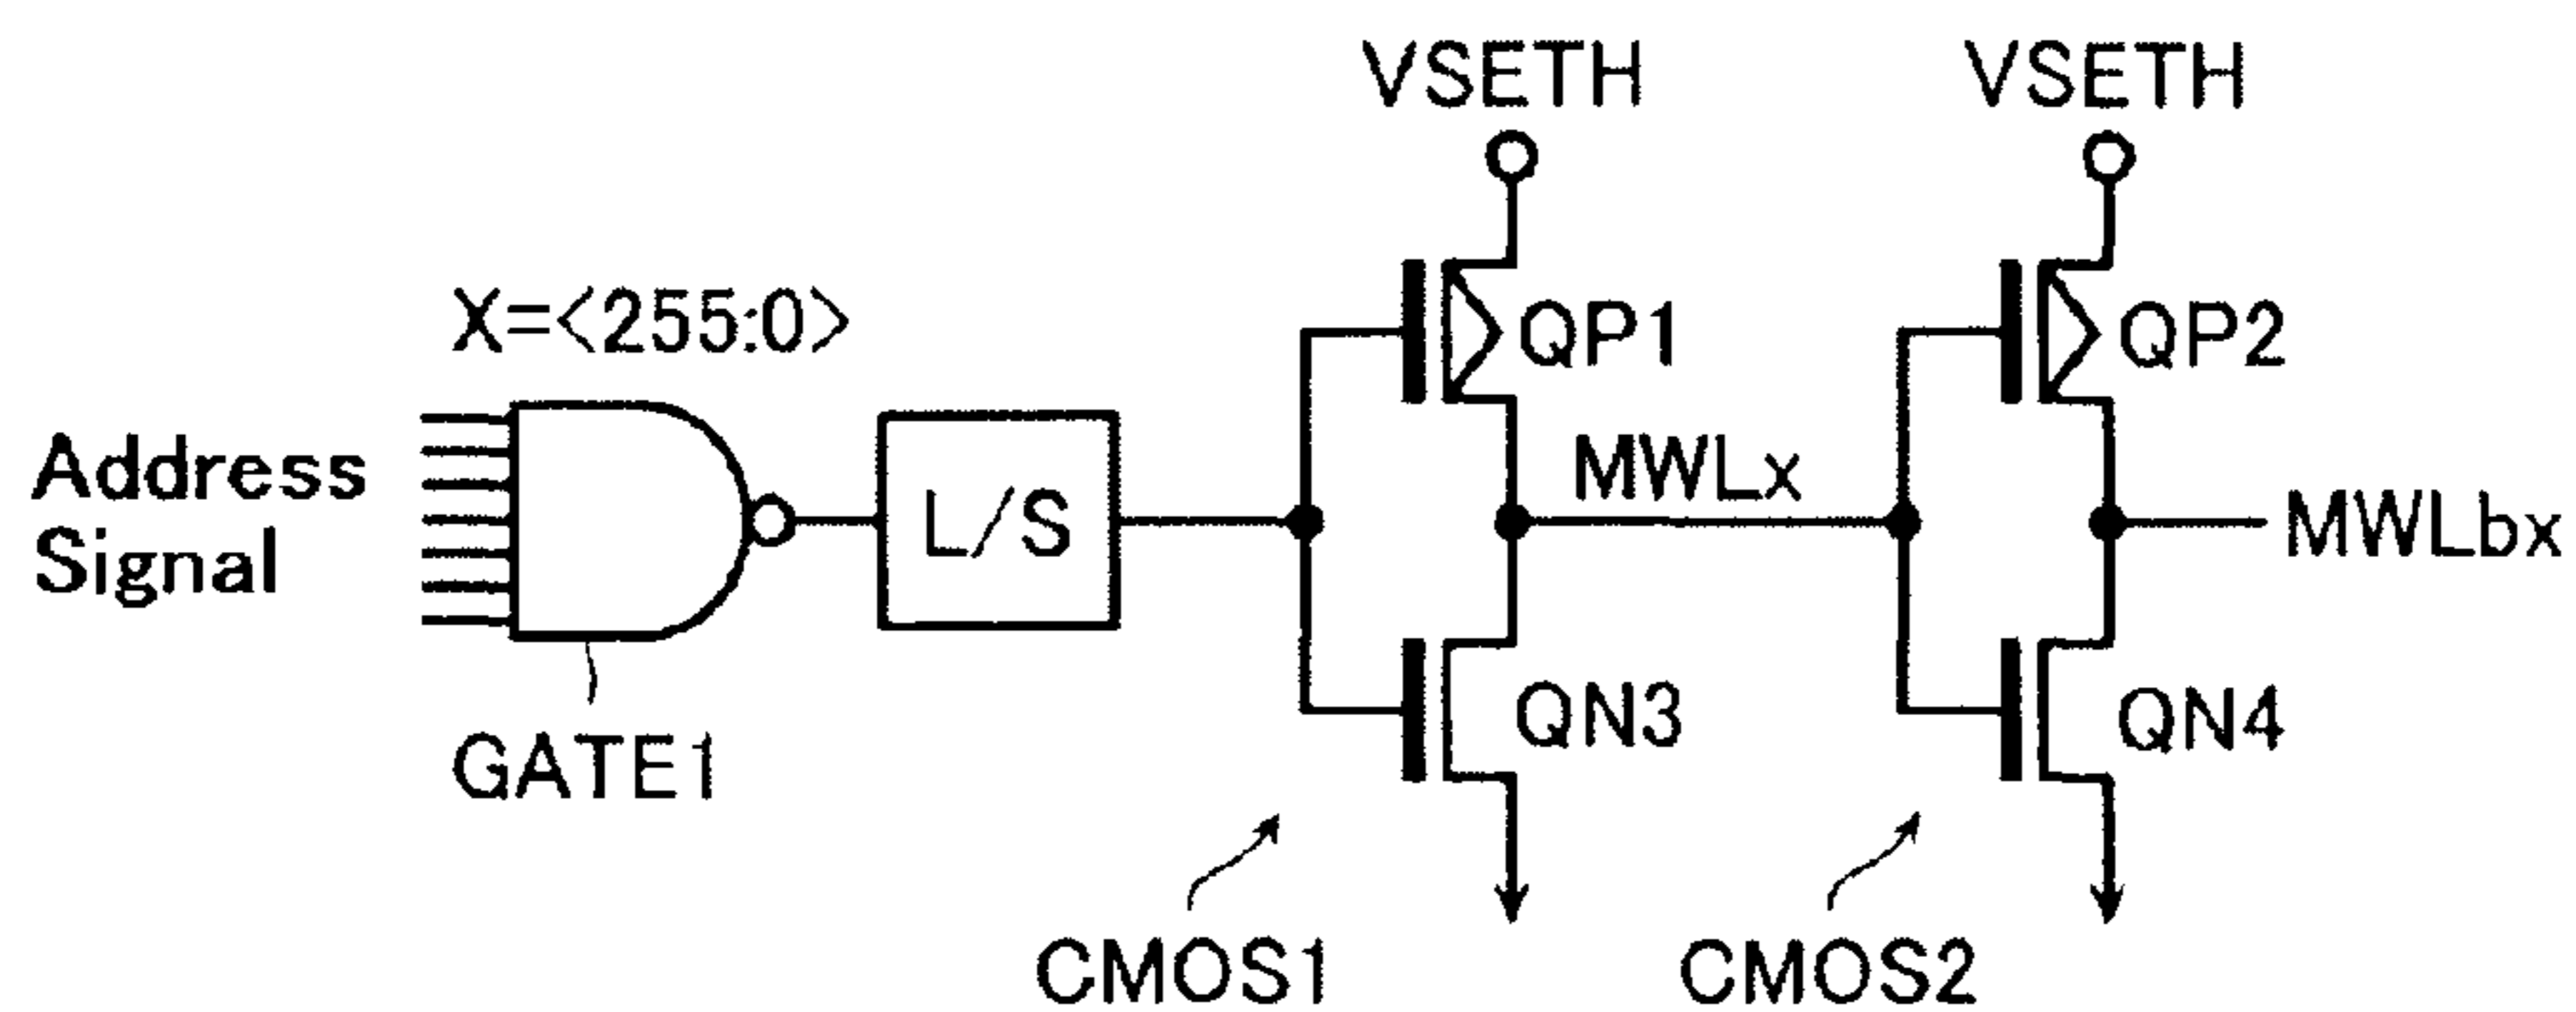 VSETH
VSETH
X=<255:0>
QP1
QP2
Address
Signal
L/S
MWLx
MWLbx
GATE1
QN3
QN4
CMOS1
CMOS2